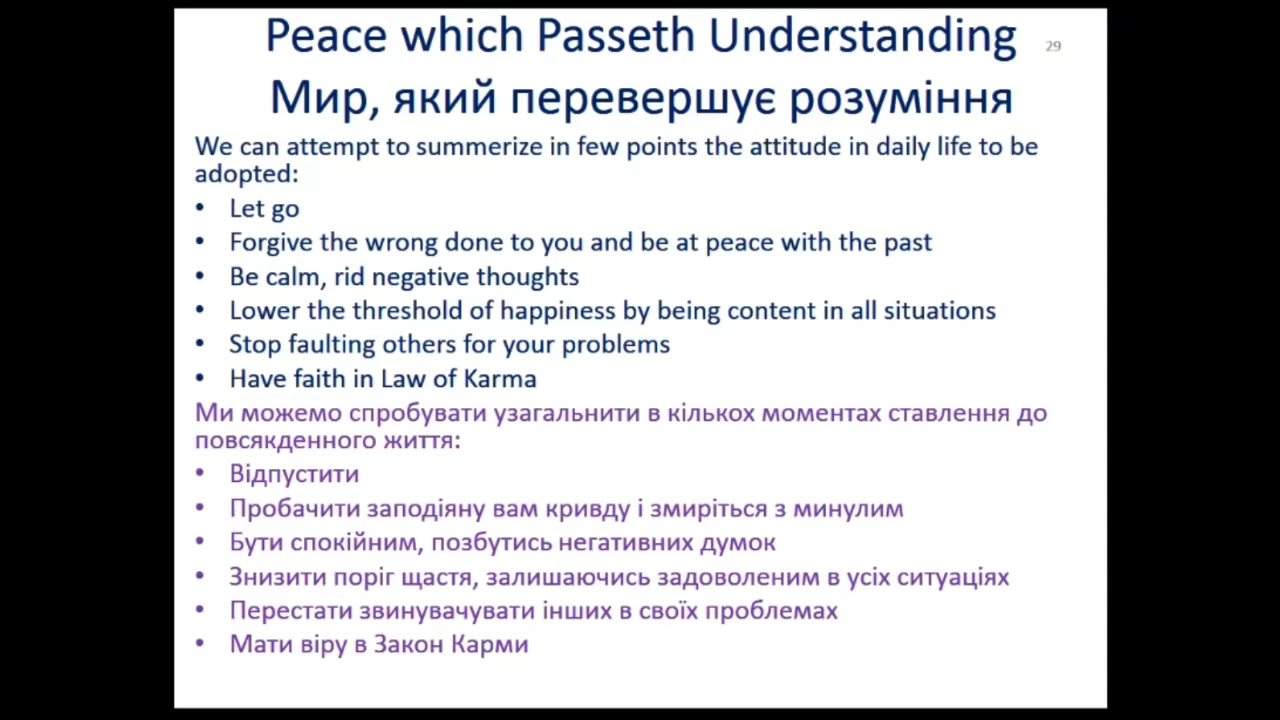 Peace which Passeth Understanding
29
Мир, який перевершує розуміння
We can attempt to summerize in few points the attitude in daily life to be
adopted:
• Let go
• Forgive the wrong done to you and be at peace with the past
• Be calm, rid negative thoughts
• Lower the threshold of happiness by being content in all situations
• Stop faulting others for your problems
• Have faith in Law of Karma
Ми можемо спробувати узагальнити в кількох моментах ставлення до
повсякденного життя:
• Відпустити
• Пробачити заподіяну вам кривду і змиріться з минулим
• Бути спокійним, позбутись негативних думок
• Знизити поріг щастя, залишаючись задоволеним в усіх ситуаціях
• Перестати звинувачувати інших в своїх проблемах
• Мати віру в Закон Карми